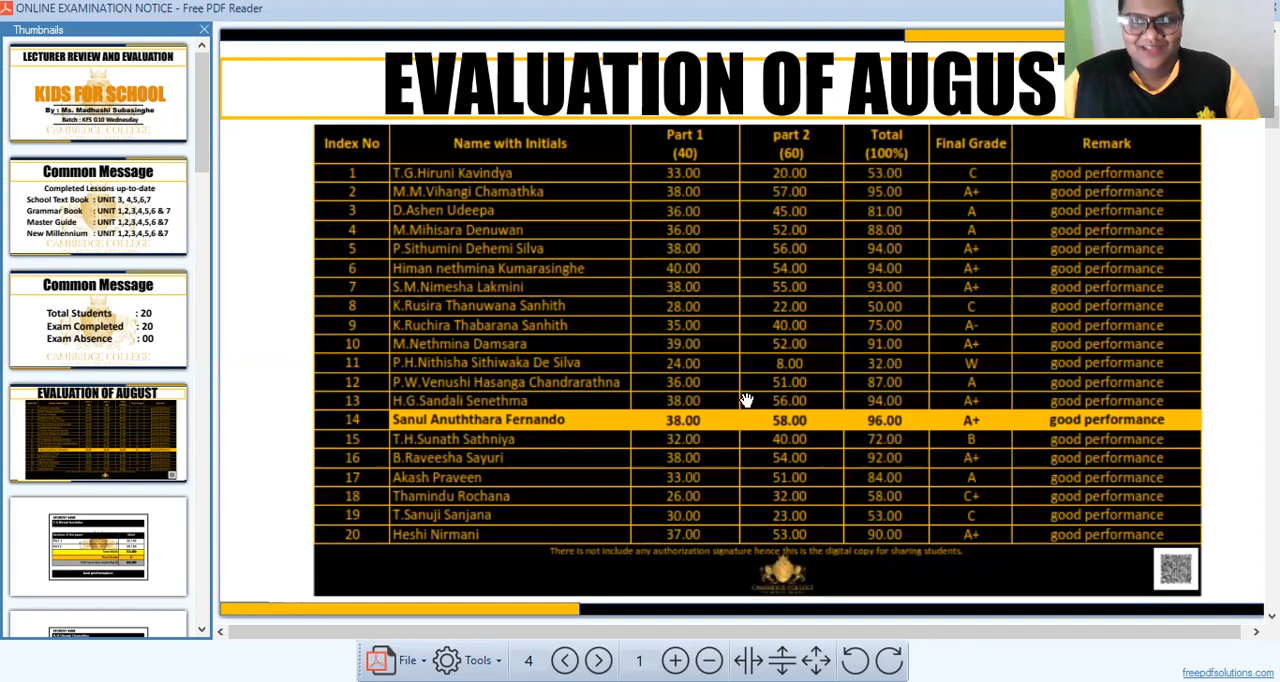 ONLINE EXAMINATION NOTICE - Free PDF Reader
Thumbnails
LECTURER REVIEW AND EVALUATION
KIDS FOR SCHOOL
By : Ms. Madhushi Subasinghe
Batch : KFS G10 Wednesday
CAMBRIDGE COLLEGE
Common Message
Completed Lessons up-to-date
School Text Book : UNIT 3, 4,5,6,7
Grammar Book : UNIT 1,2,3,4,5,6 & 7
Master Guide : UNIT 1,2,3,4,5,6 &7
New Millennium : UNIT 1,2,3,4,5,6 &7
CAMBRIDGE COLLEGE
Common Message
Total Students : 20
Exam Completed : 20
Exam Absence : 00
EVALUATION OF AUGUST
EVALUATION OF AUGUS
Index No Name with Initials Part 1 (40) part 2 (60) Total (100%) Final Grade Remark
1 T.G.Hiruni Kavindya 33.00 20.00 53.00 C good performance
2 M.M.Vihangi Chamathka 38.00 57.00 95.00 A+ good performance
3 D.Ashen Udeepa 36.00 45.00 81.00 A good performance
4 M.Mihisara Denuwan 36.00 52.00 88.00 A good performance
5 P.Sithumini Dehemi Silva 38.00 56.00 94.00 A+ good performance
6 Himan nethmina Kumarasinghe 40.00 54.00 94.00 A+ good performance
7 S.M.Nimesha Lakmini 38.00 55.00 93.00 A+ good performance
8 K.Rusira Thanuwana Sanhith 28.00 22.00 50.00 C good performance
9 K.Ruchira Thabarana Sanhith 35.00 40.00 75.00 A- good performance
10 M.Nethmina Damsara 39.00 52.00 91.00 A+ good performance
11 P.H.Nithisha Sithiwaka De Silva 24.00 8.00 32.00 W good performance
12 P.W.Venushi Hasanga Chandrarathna 36.00 51.00 87.00 A good performance
13 H.G.Sandali Senethma 38.00 56.00 94.00 A+ good performance
14 Sanul Anuththara Fernando 38.00 58.00 96.00 A+ good performance
15 T.H.Sunath Sathniya 32.00 40.00 72.00 B good performance
16 B.Raveesha Sayuri 38.00 54.00 92.00 A+ good performance
17 Akash Praveen 33.00 51.00 84.00 A good performance
18 Thamindu Rochana 26.00 32.00 58.00 C+ good performance
19 T.Sanuji Sanjana 30.00 23.00 53.00 C good performance
20 Heshi Nirmani 37.00 53.00 90.00 A+ good performance
There is not include any authorization signature hence this is the digital copy for sharing students.
CAMBRIDGE COLLEGE
File Tools 4 1
freepdfsolutions.com